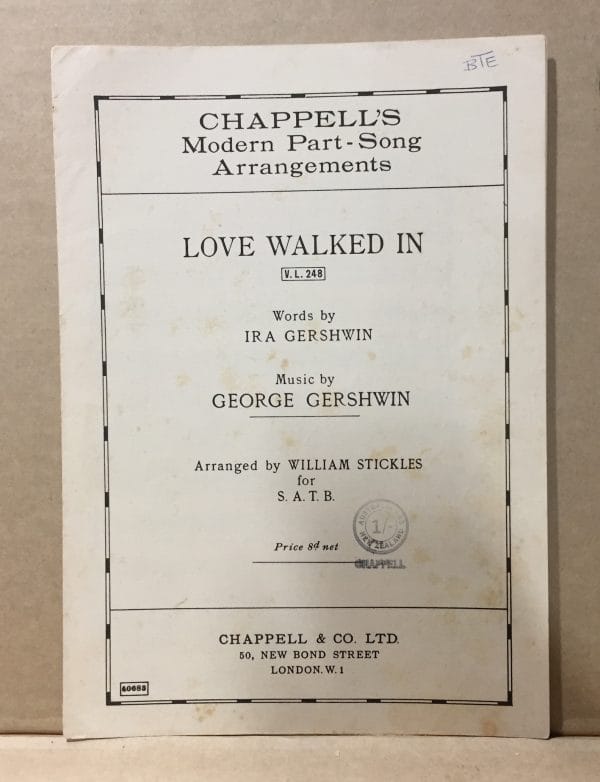 BTE
CHAPPELL'S
Modern Part-Song
Arrangements
LOVE WALKED IN
V. L. 248
Words by
IRA GERSHWIN
Music by
GEORGE GERSHWIN
Arranged by WILLIAM STICKLES
for
S. A. T. B.
Price 8d net
1/-
NEW ZEALAND
CHAPPELL
CHAPPELL & CO. LTD.
50, NEW BOND STREET
LONDON. W. 1
40683